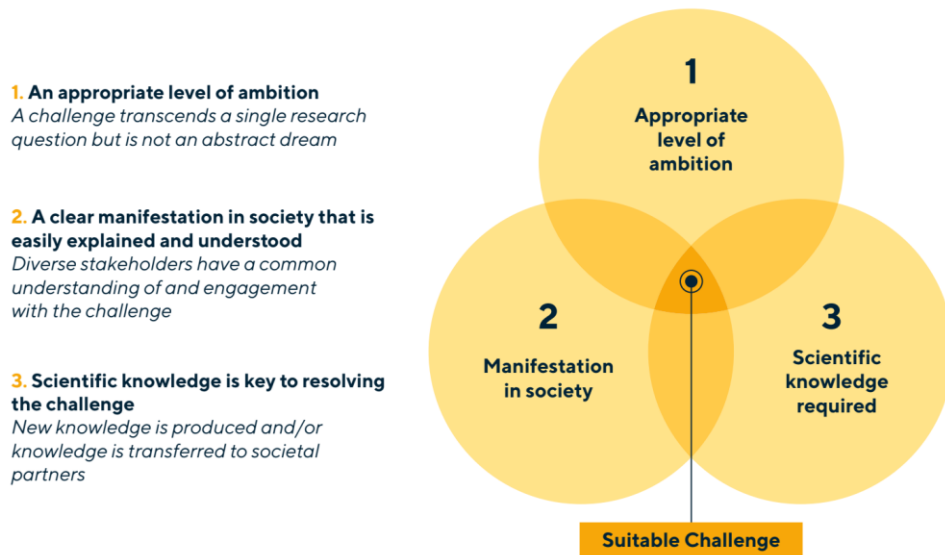 1. An appropriate level of ambition
A challenge transcends a single research
question but is not an abstract dream
2. A clear manifestation in society that is
easily explained and understood
Diverse stakeholders have a common
understanding of and engagement
with the challenge
3. Scientific knowledge is key to resolving
the challenge
New knowledge is produced and/or
knowledge is transferred to societal
partners
1
Appropriate
level of
ambition
2
Manifestation
in society
3
Scientific
knowledge
required
Suitable Challenge